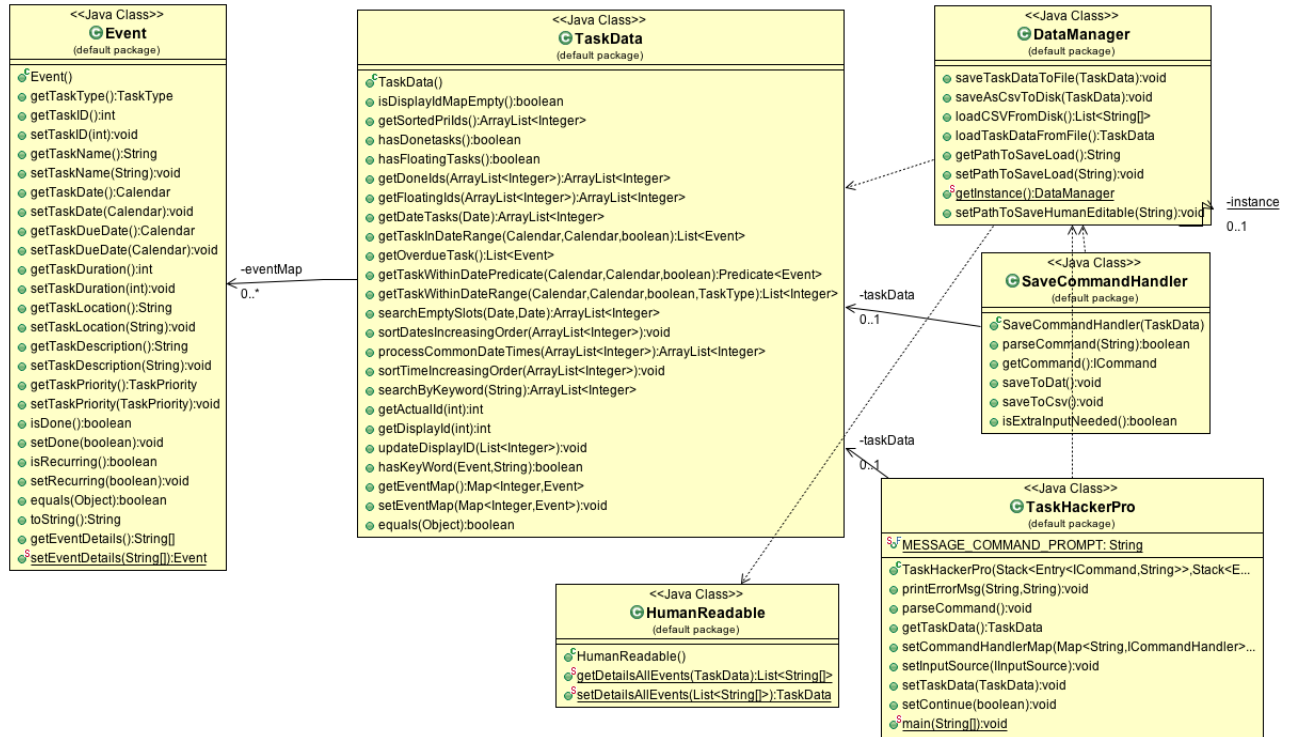 <<Java Class>>
Event
(default package)
Event()
getTaskType():TaskType
getTaskID():int
setTaskID(int):void
getTaskName():String
setTaskName(String):void
getTaskDate():Calendar
setTaskDate(Calendar):void
getTaskDueDate():Calendar
setTaskDueDate(Calendar):void
getTaskDuration():int
setTaskDuration(int):void
getTaskLocation():String
setTaskLocation(String):void
getTaskDescription():String
setTaskDescription(String):void
getTaskPriority():TaskPriority
setTaskPriority(TaskPriority):void
isDone():boolean
setDone(boolean):void
isRecurring():boolean
setRecurring(boolean):void
equals(Object):boolean
toString():String
getEventDetails():String[]
setEventDetails(String[]):Event
-eventMap
0..*
<<Java Class>>
TaskData
(default package)
TaskData()
isDisplayIdMapEmpty():boolean
getSortedPriIds():ArrayList<Integer>
hasDonetasks():boolean
hasFloatingTasks():boolean
getDoneIds(ArrayList<Integer>):ArrayList<Integer>
getFloatingIds(ArrayList<Integer>):ArrayList<Integer>
getDateTasks(Date):ArrayList<Integer>
getTaskInDateRange(Calendar,Calendar,boolean):List<Event>
getOverdueTask():List<Event>
getTaskWithinDatePredicate(Calendar,Calendar,boolean):Predicate<Event>
getTaskWithinDateRange(Calendar,Calendar,boolean,TaskType):List<Integer>
searchEmptySlots(Date,Date):ArrayList<Integer>
sortDatesIncreasingOrder(ArrayList<Integer>):void
processCommonDateTimes(ArrayList<Integer>):ArrayList<Integer>
sortTimeIncreasingOrder(ArrayList<Integer>):void
searchByKeyword(String):ArrayList<Integer>
getActualId(int):int
getDisplayId(int):int
updateDisplayID(List<Integer>):void
hasKeyWord(Event,String):boolean
getEventMap():Map<Integer,Event>
setEventMap(Map<Integer,Event>):void
equals(Object):boolean
<<Java Class>>
DataManager
(default package)
saveTaskDataToFile(TaskData):void
saveAsCsvToDisk(TaskData):void
loadCSVFromDisk():List<String[]>
loadTaskDataFromFile():TaskData
getPathToSaveLoad():String
setPathToSaveLoad(String):void
getInstance():DataManager
setPathToSaveHumanEditable(String):void
-instance
0..1
<<Java Class>>
SaveCommandHandler
(default package)
SaveCommandHandler(TaskData)
parseCommand(String):boolean
getCommand():ICommand
saveToDat():void
saveToCsv():void
isExtraInputNeeded():boolean
-taskData
0..1
-taskData
0..1
<<Java Class>>
TaskHackerPro
(default package)
MESSAGE_COMMAND_PROMPT: String
TaskHackerPro(Stack<Entry<ICommand,String>>,Stack<E...
printErrorMsg(String,String):void
parseCommand():void
getTaskData():TaskData
setCommandHandlerMap(Map<String,ICommandHandler>...
setInputSource(IInputSource):void
setTaskData(TaskData):void
setContinue(boolean):void
main(String[]):void
<<Java Class>>
HumanReadable
(default package)
HumanReadable()
getDetailsAllEvents(TaskData):List<String[]>
setDetailsAllEvents(List<String[]>):TaskData